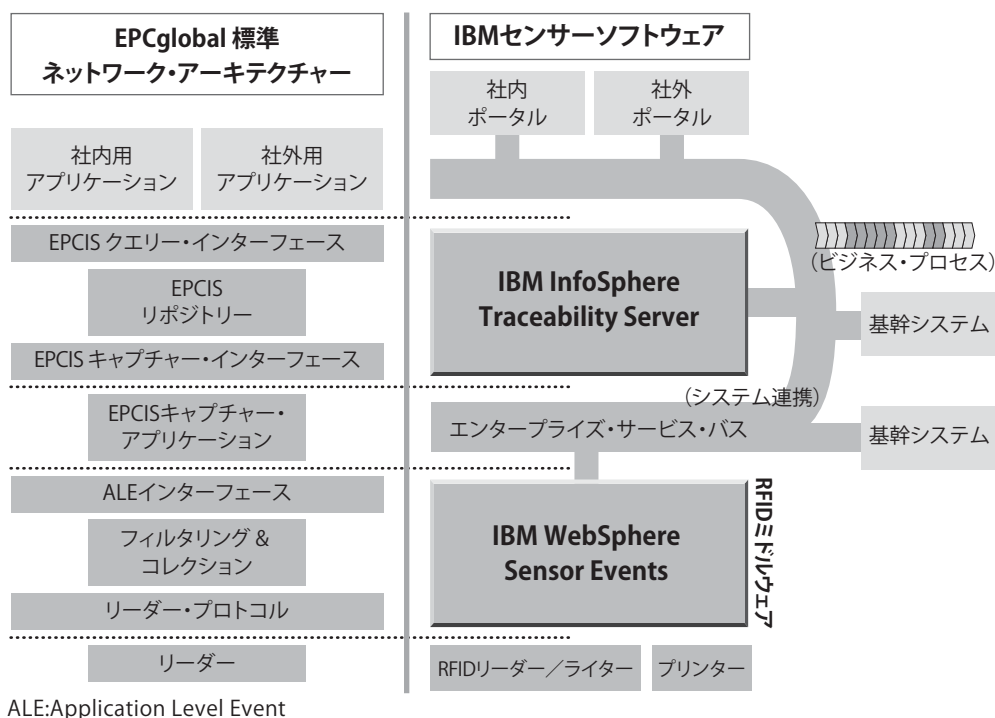 EPCglobal 標準
ネットワーク・アーキテクチャー
社内用
アプリケーション
社外用
アプリケーション
EPCIS クエリー・インターフェース
EPCIS
リポジトリー
EPCIS キャプチャー・インターフェース
EPCISキャプチャー・
アプリケーション
ALEインターフェース
フィルタリング &
コレクション
リーダー・プロトコル
リーダー
ALE:Application Level Event
IBMセンサーソフトウェア
社内
ポータル
社外
ポータル
(ビジネス・プロセス)
IBM InfoSphere
Traceability Server
基幹システム
(システム連携)
エンタープライズ・サービス・バス
基幹システム
IBM WebSphere
Sensor Events
RFIDミドルウェア
RFIDリーダー/ライター
プリンター